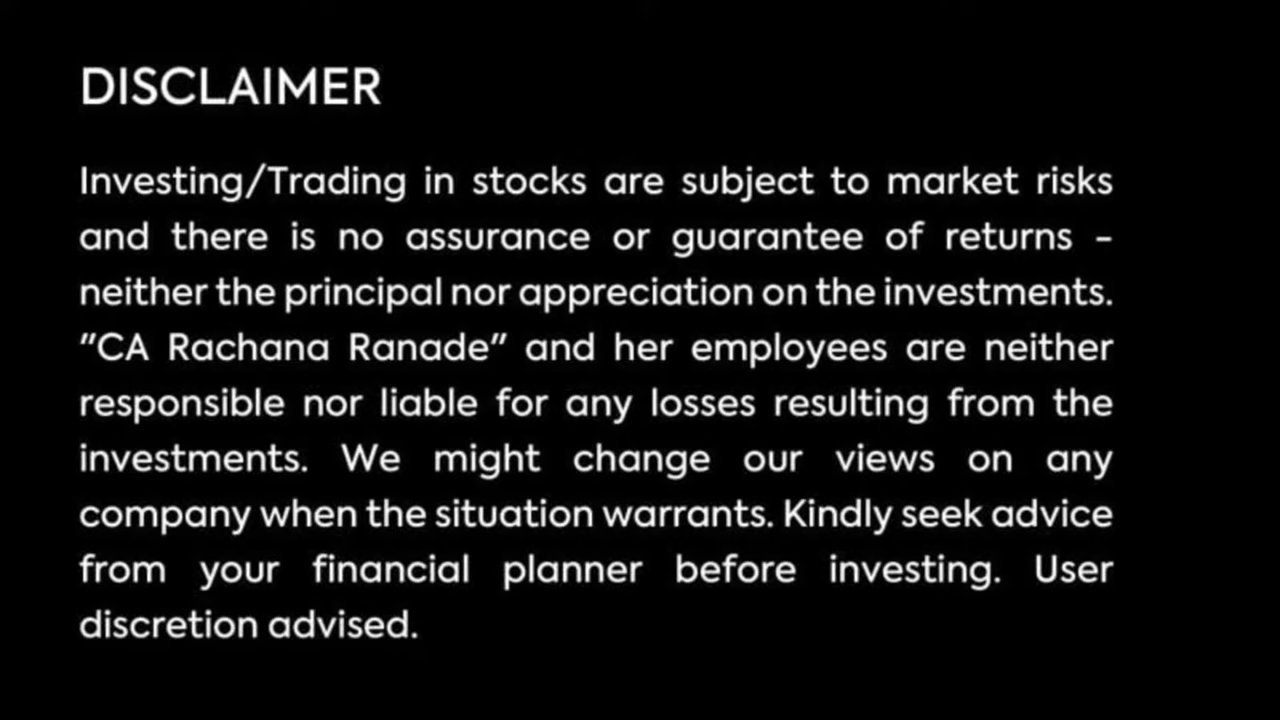 DISCLAIMER
Investing/Trading in stocks are subject to market risks
and there is no assurance or guarantee of returns -
neither the principal nor appreciation on the investments.
"CA Rachana Ranade" and her employees are neither
responsible nor liable for any losses resulting from the
investments. We might change our views on any
company when the situation warrants. Kindly seek advice
from your financial planner before investing. User
discretion advised.